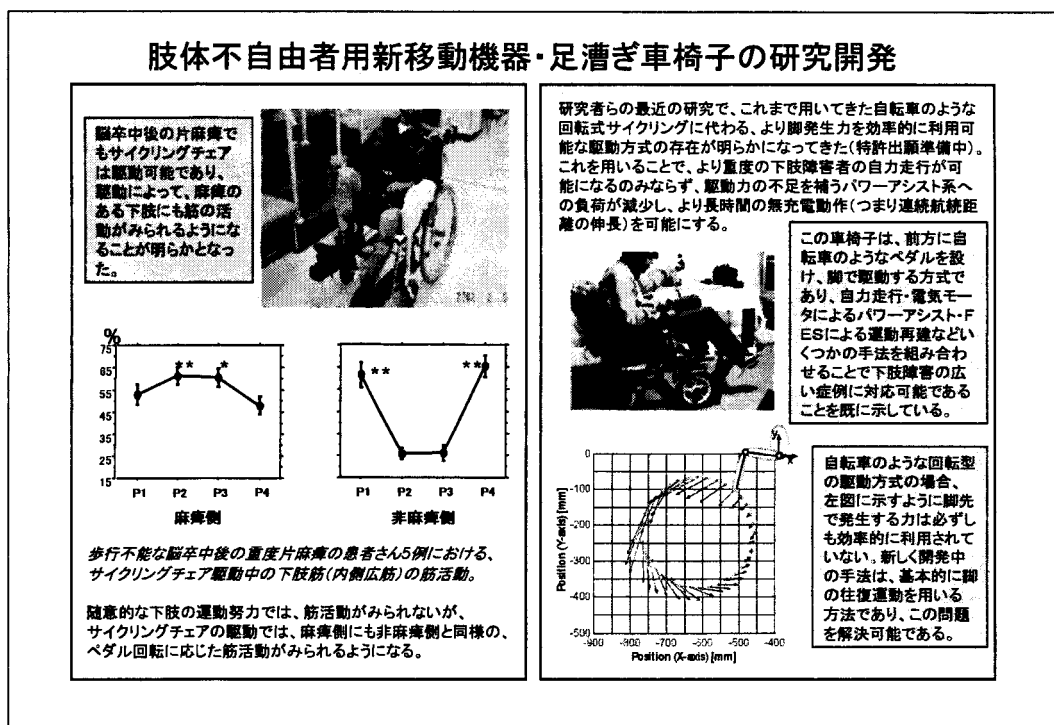 肢体不自由者用新移動機器・足漕ぎ車椅子の研究開発
脳卒中後の片麻痺で
もサイクリングチェア
は駆動可能であり、
駆動によって、麻痺の
ある下肢にも筋の活
動がみられるようにな
ることが明らかとなっ
た。
%
75
65
55
45
35
25
15
** *
P1 P2 P3 P4
麻痺側
** **
P1 P2 P3 P4
非麻痺側
歩行不能な脳卒中後の重度片麻痺の患者さん5例における、
サイクリングチェア駆動中の下肢筋(内側広筋)の筋活動。
随意的な下肢の運動努力では、筋活動がみられないが、
サイクリングチェアの駆動では、麻痺側にも非麻痺側と同様の、
ペダル回転に応じた筋活動がみられるようになる。
研究者らの最近の研究で、これまで用いてきた自転車のような
回転式サイクリングに代わる、より脚発生力を効率的に利用可能
な駆動方式の存在が明らかになってきた(特許出願準備中)。
これを用いることで、より重度の下肢障害者の自力走行が可
能になるのみならず、駆動力の不足を補うパワーアシスト系へ
の負荷が減少し、より長時間の無充電動作(つまり連続航続距
離の伸長)を可能にする。
この車椅子は、前方に自
転車のようなペダルを設
け、脚で駆動する方式で
あり、自力走行・電気モー
タによるパワーアシスト・F
ESによる運動再建などい
くつかの手法を組み合わ
せることで下肢障害の広
い症例に対応可能である
ことを既に示している。
y
x
0
-100
-200
-300
-400
-500
Position (Y-axis) [mm]
-900 -800 -700 -600 -500 -400
Position (X-axis) [mm]
自転車のような回転型
の駆動方式の場合、
左図に示すように脚先
で発生する力は必ずし
も効率的に利用されて
いない。新しく開発中
の手法は、基本的に脚
の往復運動を用いる
方法であり、この問題
を解決可能である。